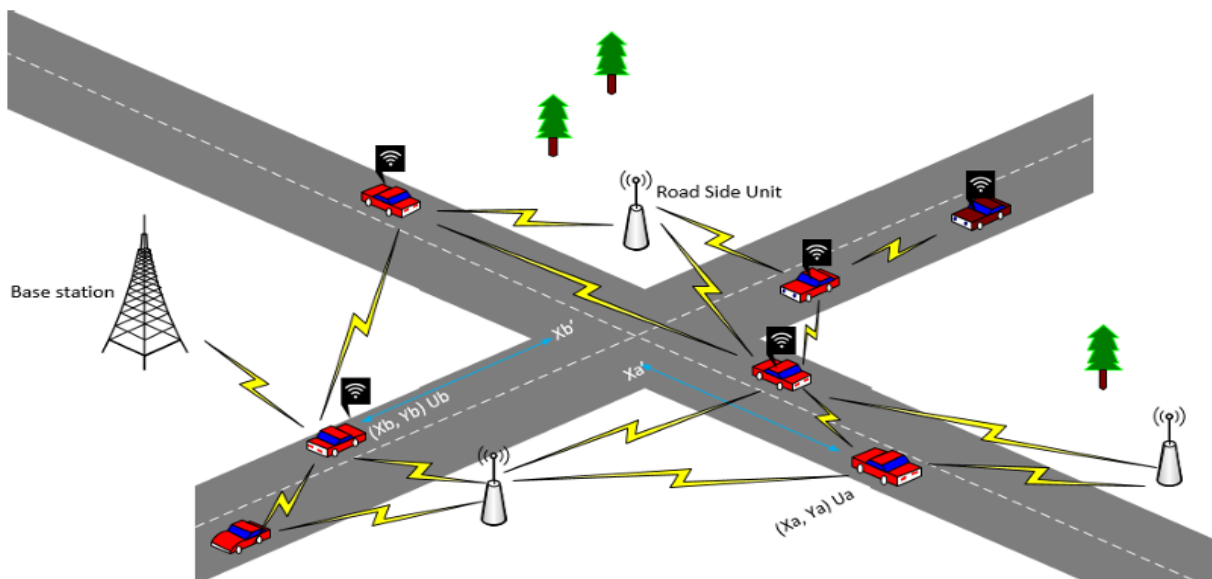 Road Side Unit
Base station
Xb’
Xa’
(Xb, Yb) Ub
(Xa, Ya) Ua